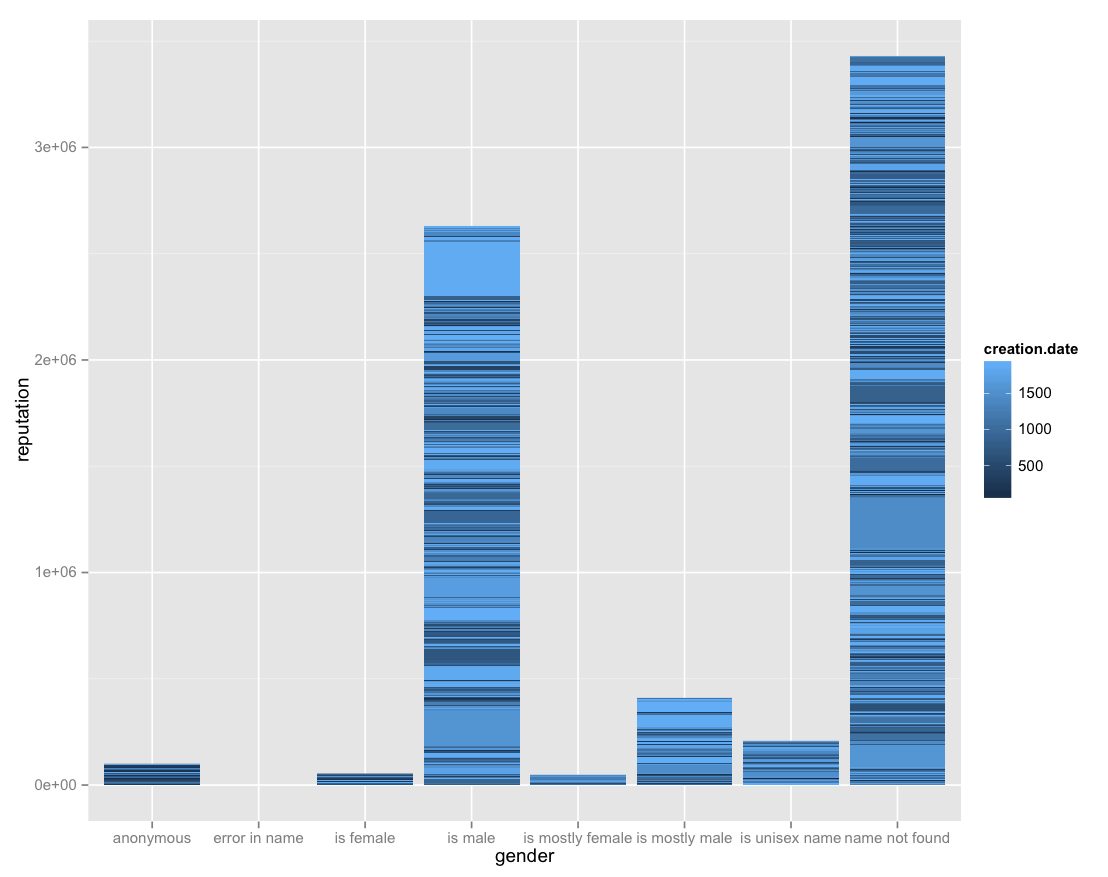 reputation
3e+06
2e+06
1e+06
0e+00
anonymous
error in name
is female
is male
is mostly female
is mostly male
is unisex name
name not found
gender
creation.date
1500
1000
500